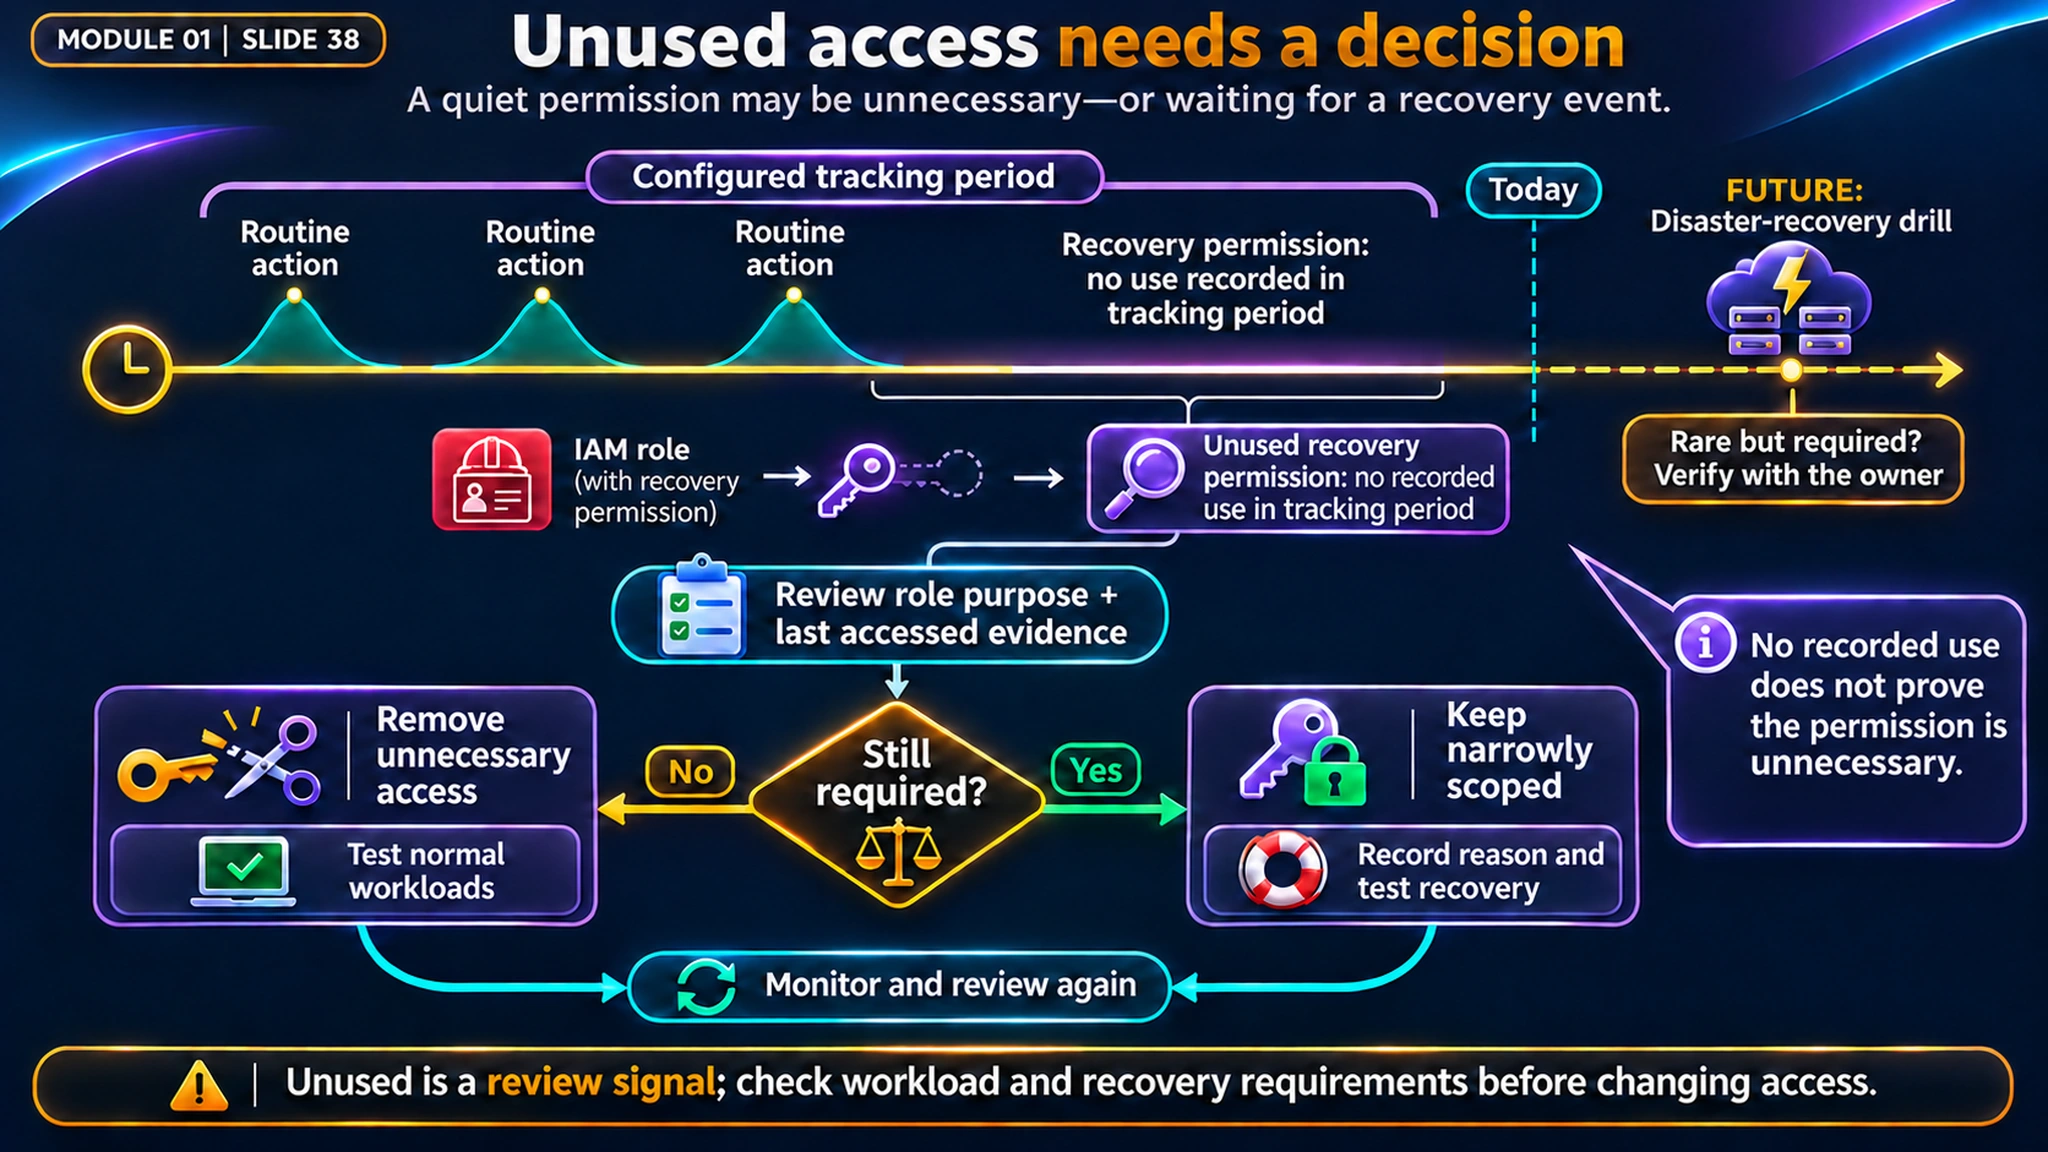 MODULE 01 | SLIDE 38
Unused access needs a decision
A quiet permission may be unnecessary—or waiting for a recovery event.
Configured tracking period
Today
FUTURE:
Disaster-recovery drill
Routine
action
Routine
action
Routine
action
Recovery permission:
no use recorded in
tracking period
IAM role
(with recovery
permission)
Unused recovery
permission: no recorded
use in tracking period
Rare but required?
Verify with the owner
Review role purpose +
last accessed evidence
No recorded use
does not prove
the permission is
unnecessary.
Remove
unnecessary
access
Test normal
workloads
No
Still
required?
Yes
Keep
narrowly
scoped
Record reason and
test recovery
Monitor and review again
Unused is a review signal; check workload and recovery requirements before changing access.